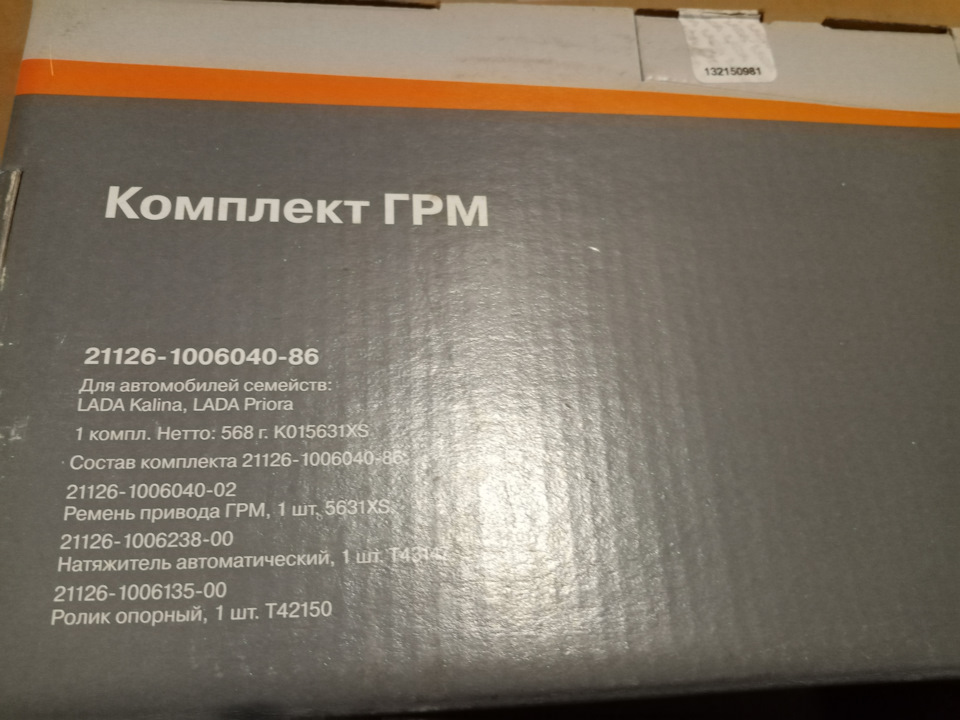 132150981
Комплект ГРМ
21126-1006040-86
Для автомобилей семейств:
LADA Kalina, LADA Priora
1 компл. Нетто: 568 г. K015631XS
Состав комплекта 21126-1006040-86:
21126-1006040-02
Ремень привода ГРМ, 1 шт. 5631XS
21126-1006238-00
Натяжитель автоматический, 1 шт.
21126-1006135-00
Ролик опорный, 1 шт. T42150